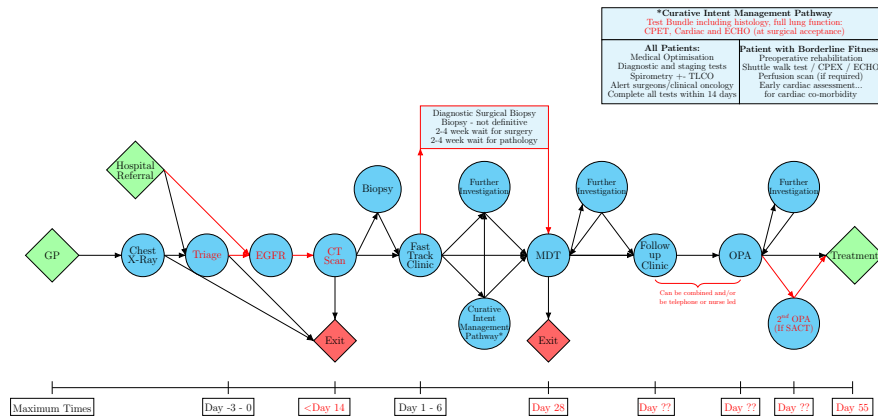 *Curative Intent Management Pathway
Test Bundle including histology, full lung function:
CPET, Cardiac and ECHO (at surgical acceptance)
All Patients:
Medical Optimisation
Diagnostic and staging tests
Spirometry +- TLCO
Alert surgeons/clinical oncology
Complete all tests within 14 days
Patient with Borderline Fitness
Preoperative rehabilitation
Shuttle walk test / CPEX / ECHO
Perfusion scan (if required)
Early cardiac assessment...
for cardiac co-morbidity
Diagnostic Surgical Biopsy
Biopsy - not definitive
2-4 week wait for surgery
2-4 week wait for pathology
Hospital
Referral
Biopsy
Further
Investigation
Further
Investigation
Further
Investigation
GP
Chest
X-Ray
Triage
EGFR
CT
Scan
Fast
Track
Clinic
MDT
Follow
up
Clinic
OPA
Treatment
Can be combined and/or
be telephone or nurse led
Exit
Curative
Intent
Management
Pathway*
Exit
2nd OPA
(If SACT)
Maximum Times
Day -3 - 0
<Day 14
Day 1 - 6
Day 28
Day ??
Day ??
Day ??
Day 55